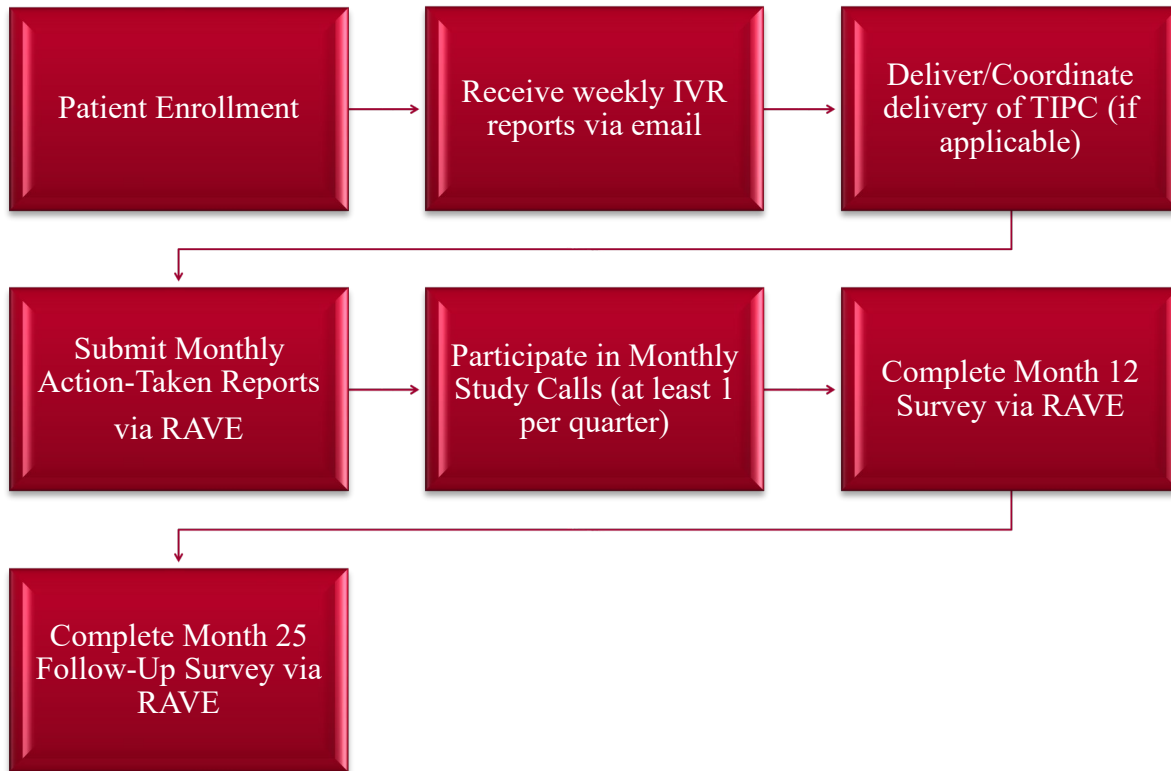 Patient Enrollment
Receive weekly IVR
reports via email
Deliver/Coordinate
delivery of TIPC (if
applicable)
Submit Monthly
Action-Taken Reports
via RAVE
Participate in Monthly
Study Calls (at least 1
per quarter)
Complete Month 12
Survey via RAVE
Complete Month 25
Follow-Up Survey via
RAVE